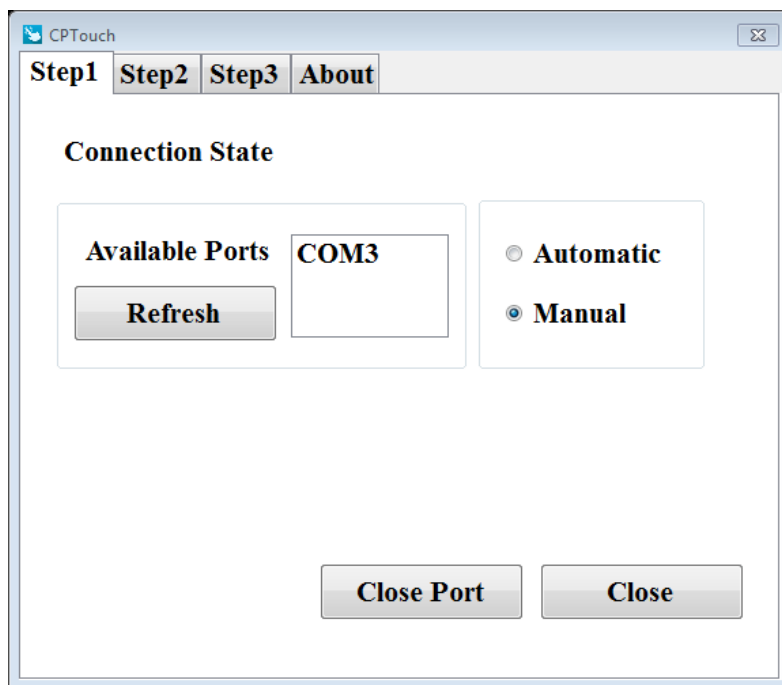 CPTouch
Step1 Step2 Step3 About
Connection State
Available Ports
COM3
Refresh
Automatic
Manual
Close Port
Close